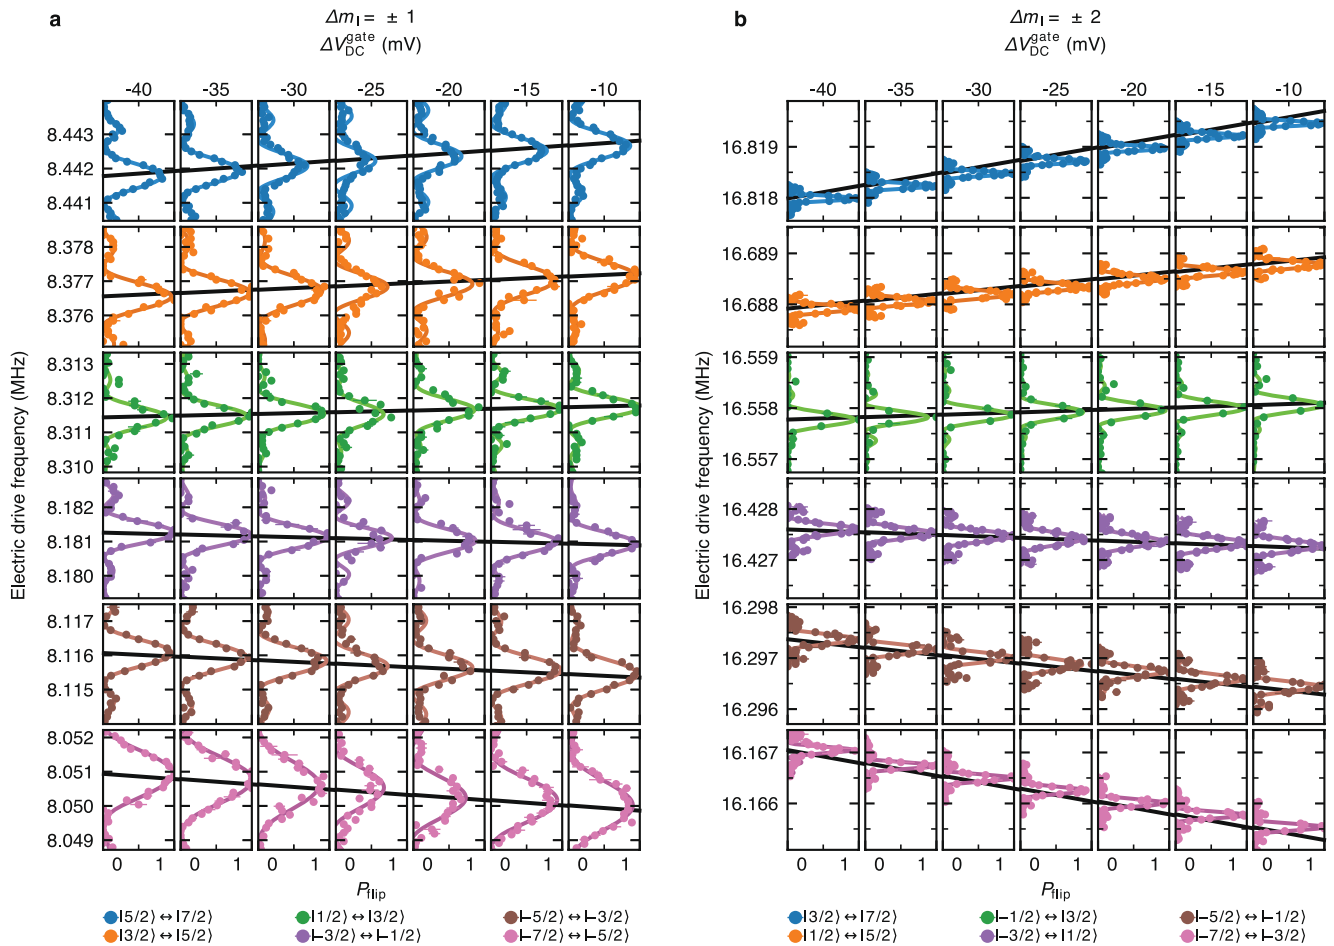 a
Δm_I = ± 1
ΔV_DC^gate (mV)
-40 -35 -30 -25 -20 -15 -10
Electric drive frequency (MHz)
8.443
8.442
8.441
8.378
8.377
8.376
8.313
8.312
8.311
8.310
8.182
8.181
8.180
8.117
8.116
8.115
8.052
8.051
8.050
8.049
0 1 0 1 0 1 0 1 0 1 0 1 0 1
P_flip
|5/2⟩ ↔ |7/2⟩ |1/2⟩ ↔ |3/2⟩ |−5/2⟩ ↔ |−3/2⟩
|3/2⟩ ↔ |5/2⟩ |−3/2⟩ ↔ |−1/2⟩ |−7/2⟩ ↔ |−5/2⟩
b
Δm_I = ± 2
ΔV_DC^gate (mV)
-40 -35 -30 -25 -20 -15 -10
Electric drive frequency (MHz)
16.819
16.818
16.689
16.688
16.559
16.558
16.557
16.428
16.427
16.298
16.297
16.296
16.167
16.166
0 1 0 1 0 1 0 1 0 1 0 1 0 1
P_flip
|3/2⟩ ↔ |7/2⟩ |−1/2⟩ ↔ |3/2⟩ |−5/2⟩ ↔ |−1/2⟩
|1/2⟩ ↔ |5/2⟩ |−3/2⟩ ↔ |1/2⟩ |−7/2⟩ ↔ |−3/2⟩